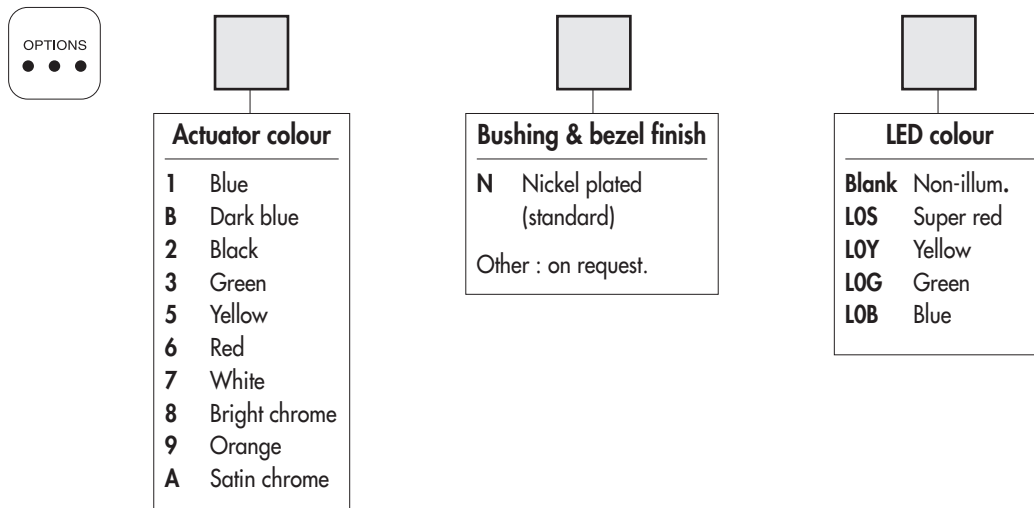 OPTIONS
Actuator colour
1 Blue
B Dark blue
2 Black
3 Green
5 Yellow
6 Red
7 White
8 Bright chrome
9 Orange
A Satin chrome
Bushing & bezel finish
N Nickel plated
(standard)
Other : on request.
LED colour
Blank Non-illum.
L0S Super red
L0Y Yellow
L0G Green
L0B Blue